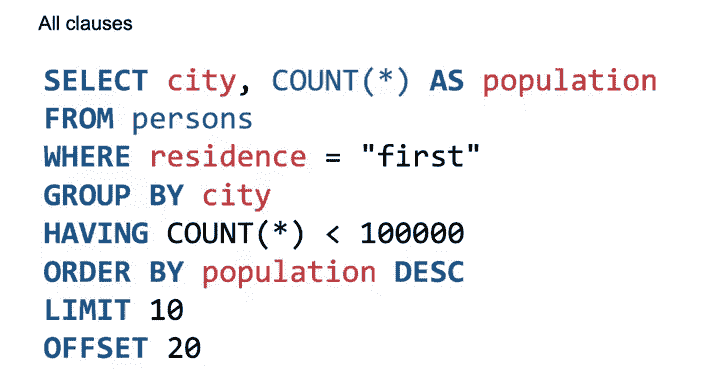 All clauses
SELECT city, COUNT(*) AS population
FROM persons
WHERE residence = "first"
GROUP BY city
HAVING COUNT(*) < 100000
ORDER BY population DESC
LIMIT 10
OFFSET 20